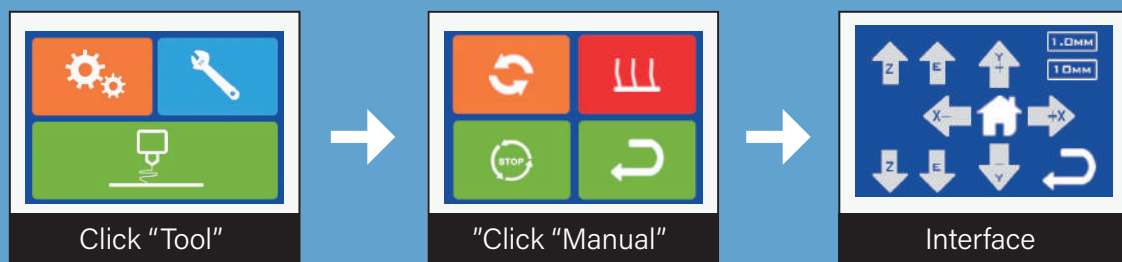 STOP
Z
E
Y
+
1.0MM
10MM
X-
+X
Z
E
-
Y
Click “Tool”
"Click “Manual”
Interface